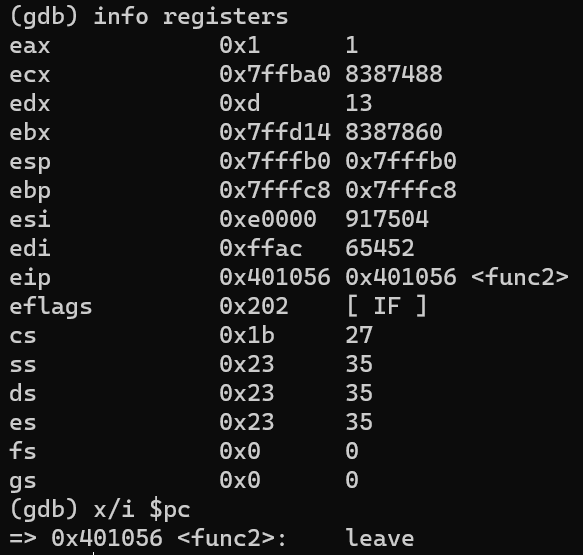 (gdb) info registers
eax            0x1      1
ecx            0x7ffba0 8387488
edx            0xd      13
ebx            0x7ffd14 8387860
esp            0x7fffb0 0x7fffb0
ebp            0x7fffc8 0x7fffc8
esi            0xe0000  917504
edi            0xffac   65452
eip            0x401056 0x401056 <func2>
eflags         0x202    [ IF ]
cs             0x1b     27
ss             0x23     35
ds             0x23     35
es             0x23     35
fs             0x0      0
gs             0x0      0
(gdb) x/i $pc
=> 0x401056 <func2>:    leave